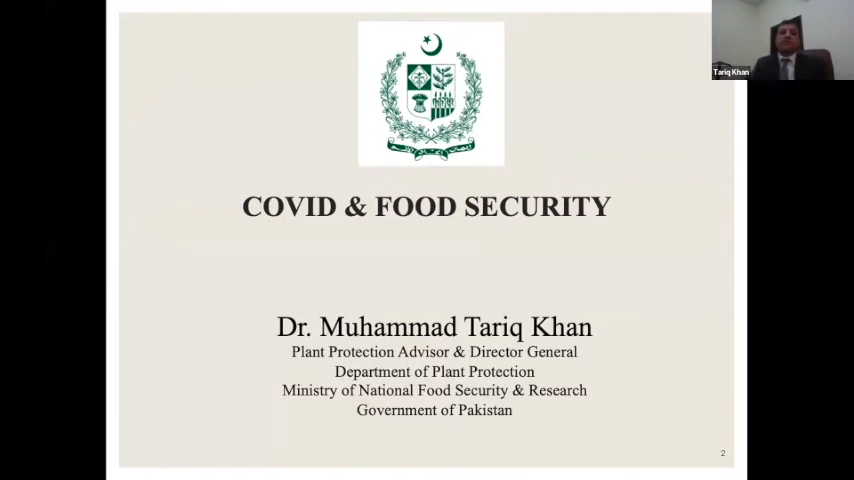 Tariq Khan
COVID & FOOD SECURITY
Dr. Muhammad Tariq Khan
Plant Protection Advisor & Director General
Department of Plant Protection
Ministry of National Food Security & Research
Government of Pakistan
2